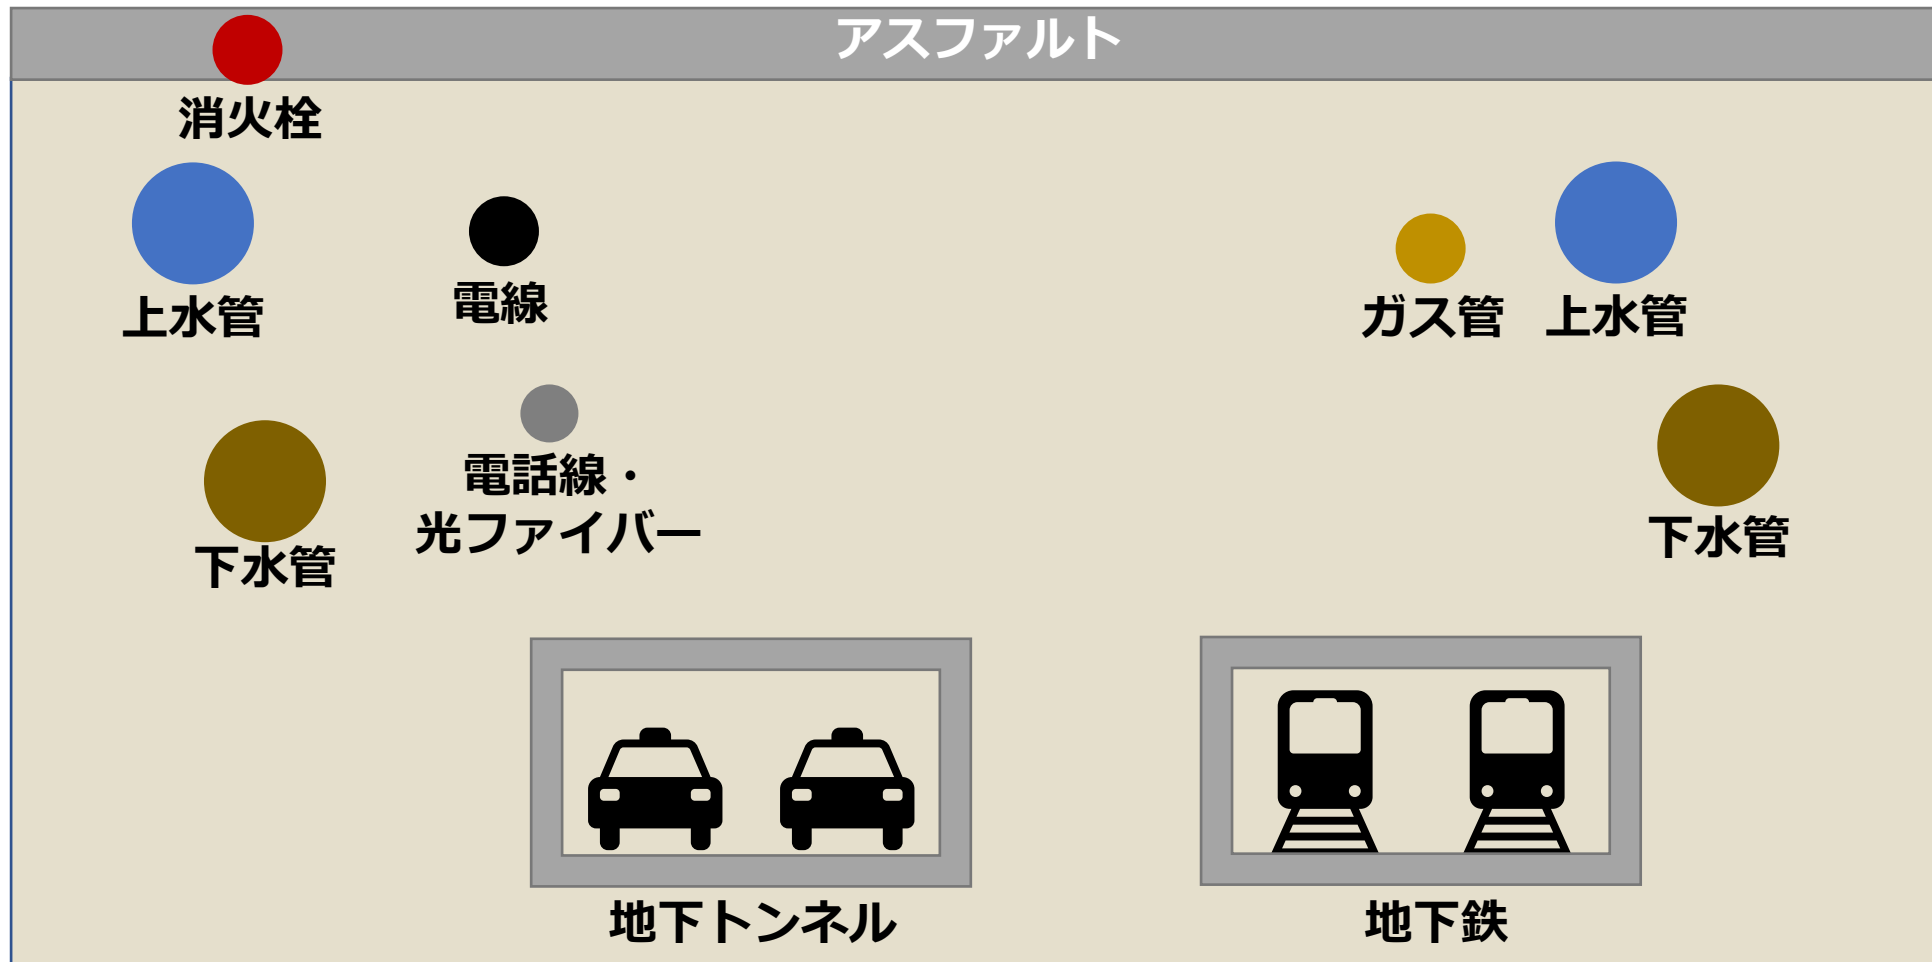 アスファルト
消火栓
上水管
電線
ガス管
上水管
電話線・
光ファイバー
下水管
下水管
地下トンネル
地下鉄